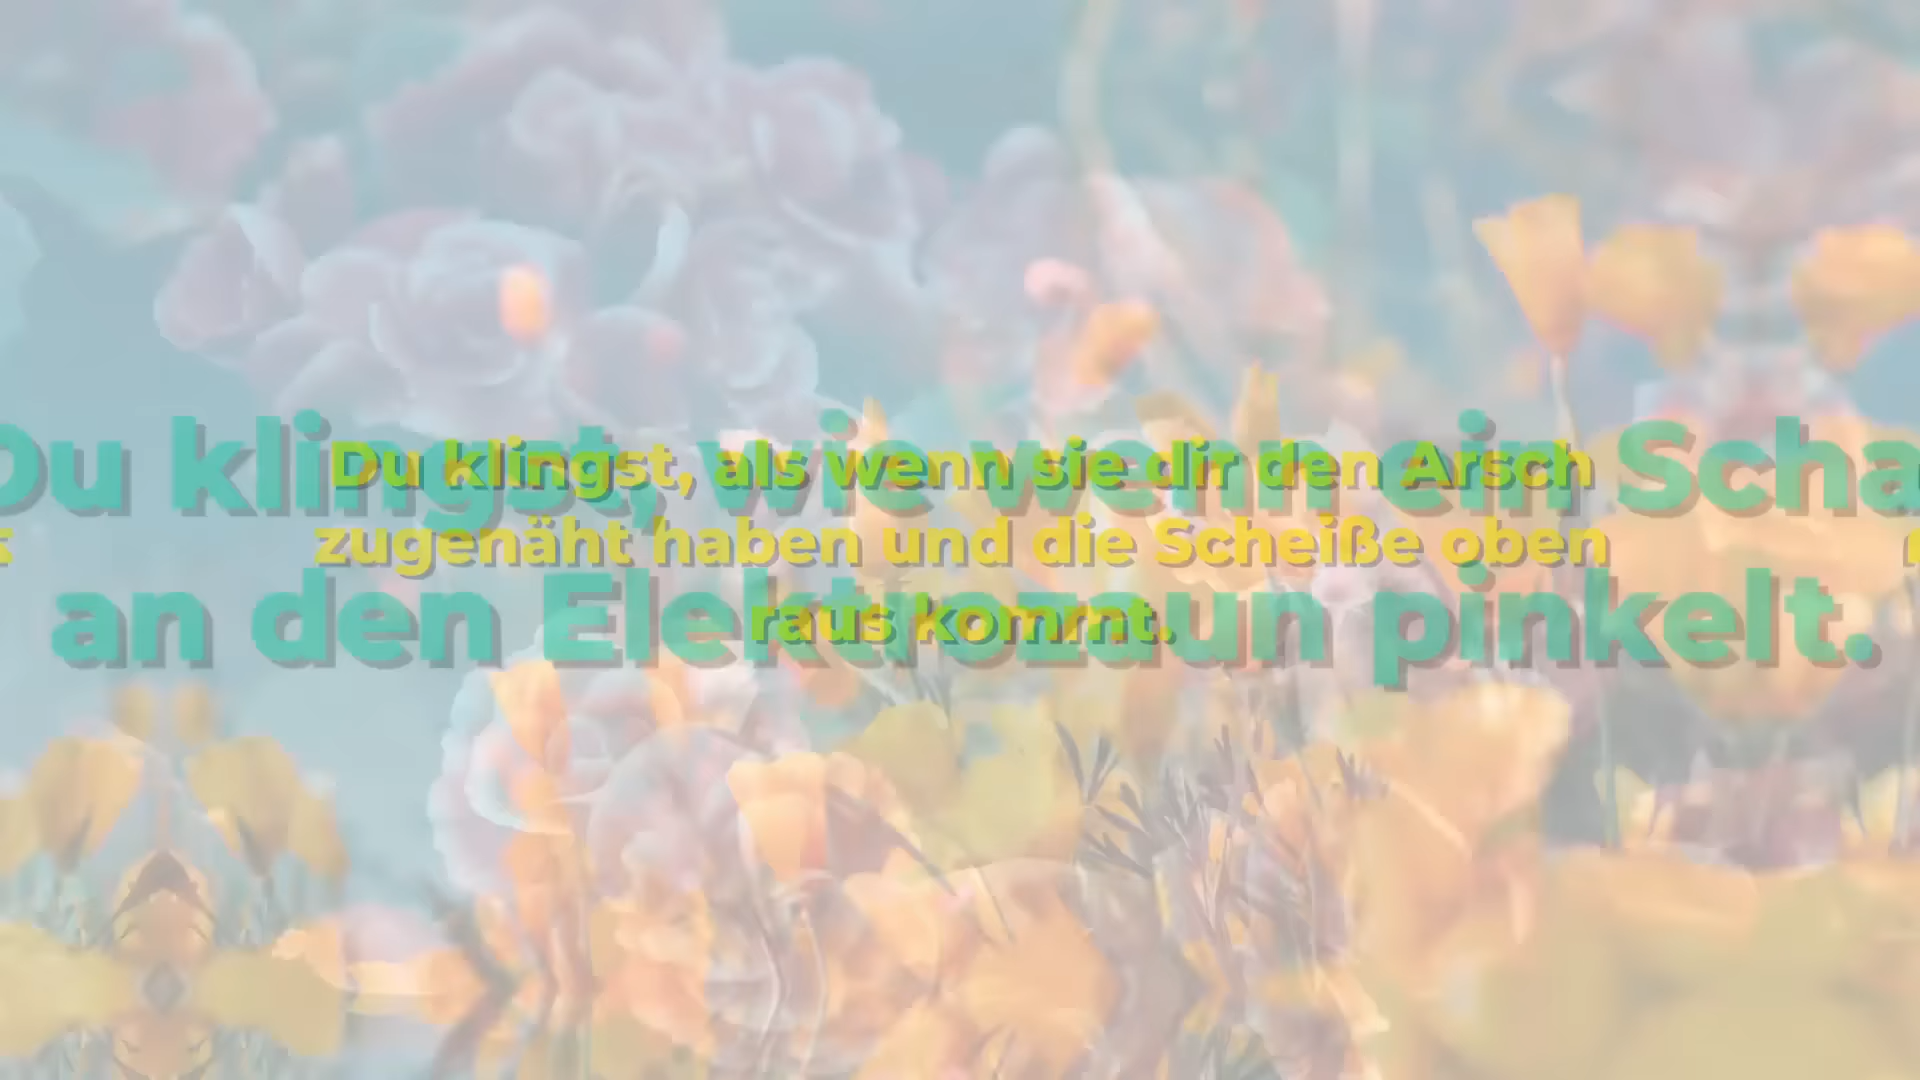 Du klingst, wie wenn ein
an den Elektrozaun pinkelt.
Du klingst, als wenn sie dir den Arsch
zugenäht haben und die Scheiße oben
raus kommt.